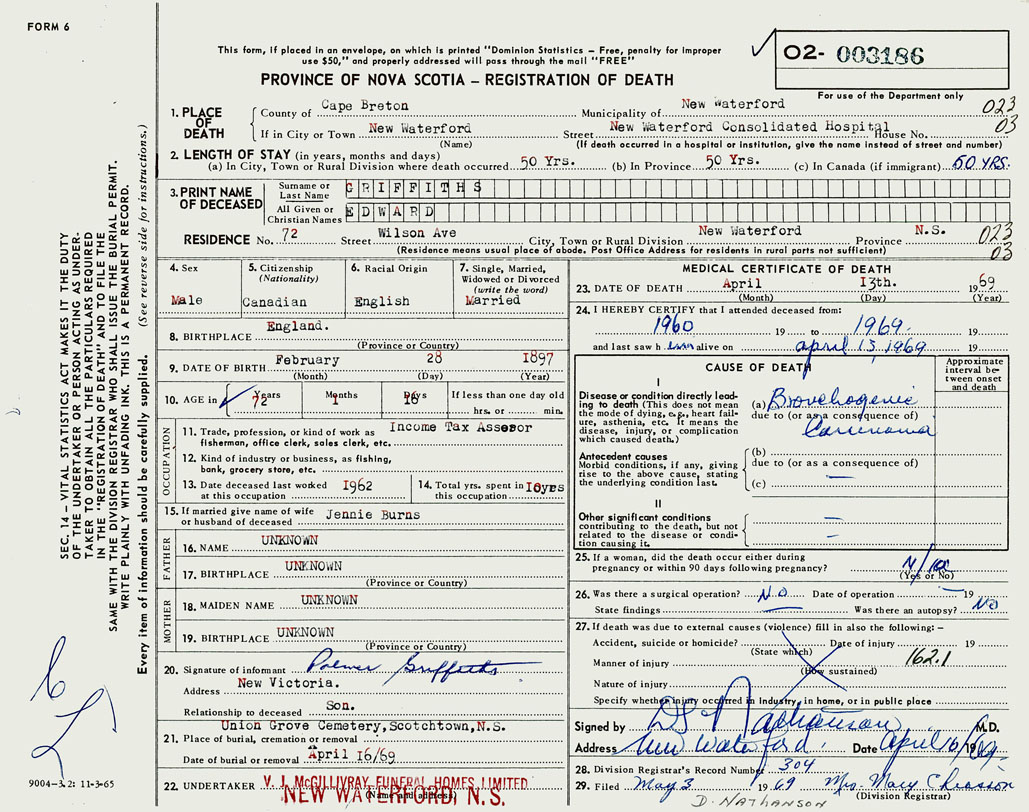 FORM 6
This form, if placed in an envelope, on which is printed "Dominion Statistics – Free, penalty for improper
use $50," and properly addressed will pass through the mail "FREE"
PROVINCE OF NOVA SCOTIA – REGISTRATION OF DEATH
02- 003186
For use of the Department only
1. PLACE OF DEATH
County of Cape Breton Municipality of New Waterford 023
If in City or Town New Waterford Street New Waterford Consolidated Hospital House No. 03
(Name) (If death occurred in a hospital or institution, give the name instead of street and number)
2. LENGTH OF STAY (in years, months and days)
(a) In City, Town or Rural Division where death occurred 50 Yrs. (b) In Province 50 Yrs. (c) In Canada (if immigrant) 50 YRS.
3. PRINT NAME OF DECEASED
Surname or Last Name GRIFFITHS
All Given or Christian Names EDWARD
RESIDENCE No. 72 Street Wilson Ave City, Town or Rural Division New Waterford Province N.S. 023
(Residence means usual place of abode. Post Office Address for residents in rural parts not sufficient) 03
4. Sex
Male
5. Citizenship
(Nationality)
Canadian
6. Racial Origin
English
7. Single, Married,
Widowed or Divorced
(write the word)
Married
8. BIRTHPLACE England.
(Province or Country)
9. DATE OF BIRTH February 28 1897
(Month) (Day) (Year)
10. AGE in Years Months Days If less than one day old
72 1 16 hrs. or min.
OCCUPATION
11. Trade, profession, or kind of work as Income Tax Assesor
fisherman, office clerk, sales clerk, etc.
12. Kind of industry or business, as fishing,
bank, grocery store, etc.
13. Date deceased last worked 1962
at this occupation
14. Total yrs. spent in 10yrs
this occupation
15. If married give name of wife Jennie Burns
or husband of deceased
FATHER
16. NAME UNKNOWN
17. BIRTHPLACE UNKNOWN
(Province or Country)
MOTHER
18. MAIDEN NAME UNKNOWN
19. BIRTHPLACE UNKNOWN
(Province or Country)
20. Signature of informant Palmer Griffiths
Address New Victoria.
Relationship to deceased Son.
Union Grove Cemetery, Scotchtown, N.S.
21. Place of burial, cremation or removal
Date of burial or removal April 16/69
22. UNDERTAKER V. J. McGILLIVRAY FUNERAL HOMES LIMITED
(Name and address)
NEW WATERFORD, N. S.
MEDICAL CERTIFICATE OF DEATH
23. DATE OF DEATH April 13th. 1969
(Month) (Day) (Year)
24. I HEREBY CERTIFY that I attended deceased from:
1960 19 to 1969. 19
and last saw h im alive on april 13 1969 19
CAUSE OF DEATH
Approximate
interval be-
tween onset
and death
I
Disease or condition directly lead-
ing to death (This does not mean
the mode of dying, e.g., heart fail-
ure, asthenia, etc. It means the
disease, injury, or complication
which caused death.)
(a) Bronchogenic
due to (or as a consequence of)
Carcinoma
Antecedent causes
Morbid conditions, if any, giving
rise to the above cause, stating
the underlying condition last.
(b)
due to (or as a consequence of)
(c) —
II
Other significant conditions
contributing to the death, but not
related to the disease or condi-
tion causing it.
—
—
25. If a woman, did the death occur either during
pregnancy or within 90 days following pregnancy?
(Yes or No)
26. Was there a surgical operation? No Date of operation — 19
State findings — Was there an autopsy? No
27. If death was due to external causes (violence) fill in also the following: –
Accident, suicide or homicide? Date of injury 19
(State which)
Manner of injury 162.1
(How sustained)
Nature of injury
Specify whether injury occurred in Industry, in home, or in public place
Signed by D Nathanson M.D.
Address New Waterford. Date April 16/ 1969.
28. Division Registrar's Record Number 304
29. Filed May 3 1969 Mrs. Mary Chiasson
(Division Registrar)
D. NATHANSON
SEC. 14 – VITAL STATISTICS ACT MAKES IT THE DUTY
OF THE UNDERTAKER OR PERSON ACTING AS UNDER-
TAKER TO OBTAIN ALL THE PARTICULARS REQUIRED
IN THE "REGISTRATION OF DEATH" AND TO FILE THE
SAME WITH THE DIVISION REGISTRAR WHO SHALL ISSUE THE BURIAL PERMIT.
WRITE PLAINLY WITH UNFADING INK. THIS IS A PERMANENT RECORD.
Every item of information should be carefully supplied. (See reverse side for instructions.)
9004-3.2: 11-3-65